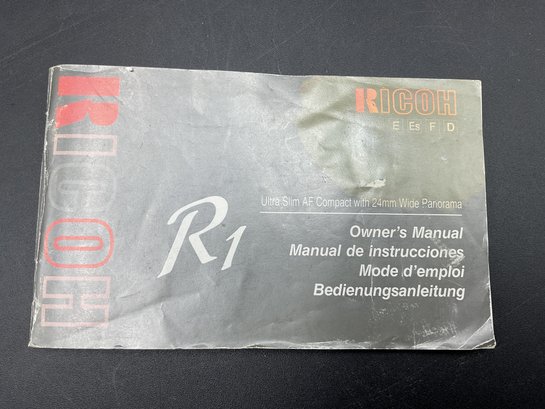 RICOH
RICOH
E Es F D
Ultra Slim AF Compact with 24mm Wide Panorama
R1
Owner's Manual
Manual de instrucciones
Mode d'emploi
Bedienungsanleitung